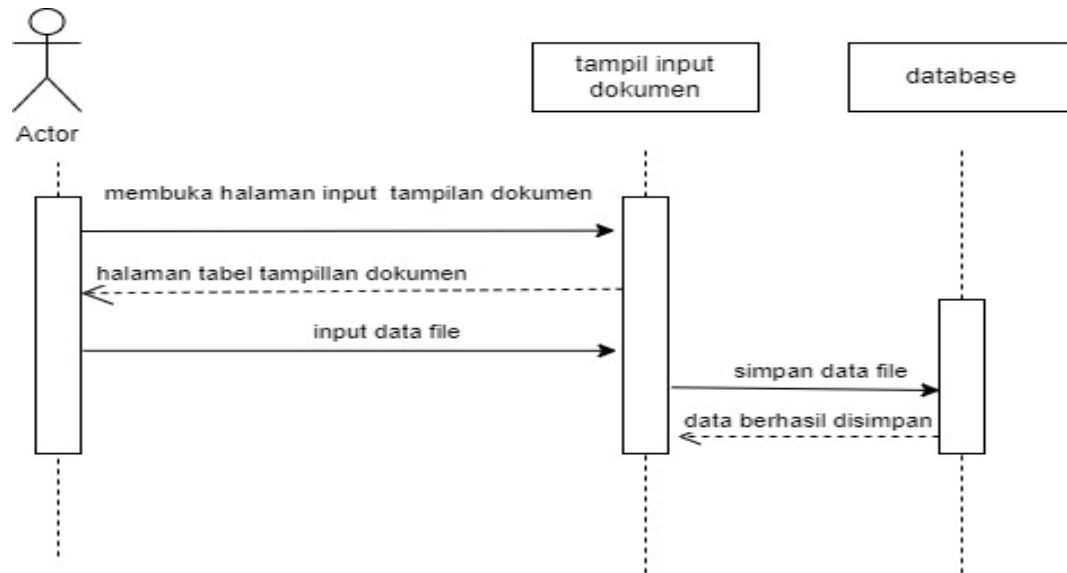 tampil input
dokumen
database
Actor
membuka halaman input tampilan dokumen
halaman tabel tampillan dokumen
input data file
simpan data file
data berhasil disimpan